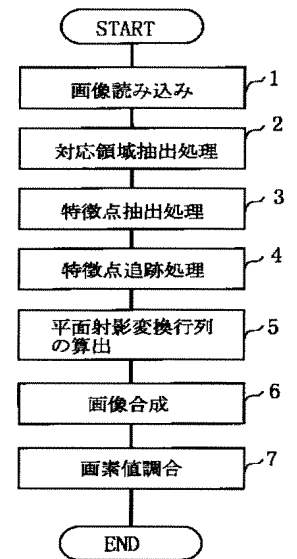 START
画像読み込み
1
対応領域抽出処理
2
特徴点抽出処理
3
特徴点追跡処理
4
平面射影変換行列
の算出
5
画像合成
6
画素値調合
7
END